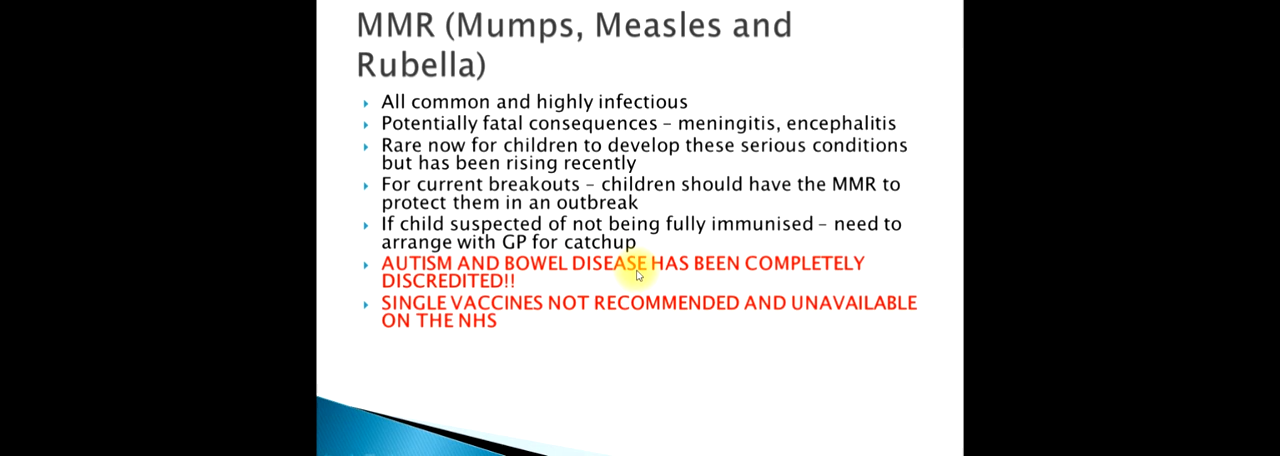 MMR (Mumps, Measles and
Rubella)
All common and highly infectious
Potentially fatal consequences – meningitis, encephalitis
Rare now for children to develop these serious conditions
but has been rising recently
For current breakouts – children should have the MMR to
protect them in an outbreak
If child suspected of not being fully immunised – need to
arrange with GP for catchup
AUTISM AND BOWEL DISEASE HAS BEEN COMPLETELY
DISCREDITED!!
SINGLE VACCINES NOT RECOMMENDED AND UNAVAILABLE
ON THE NHS